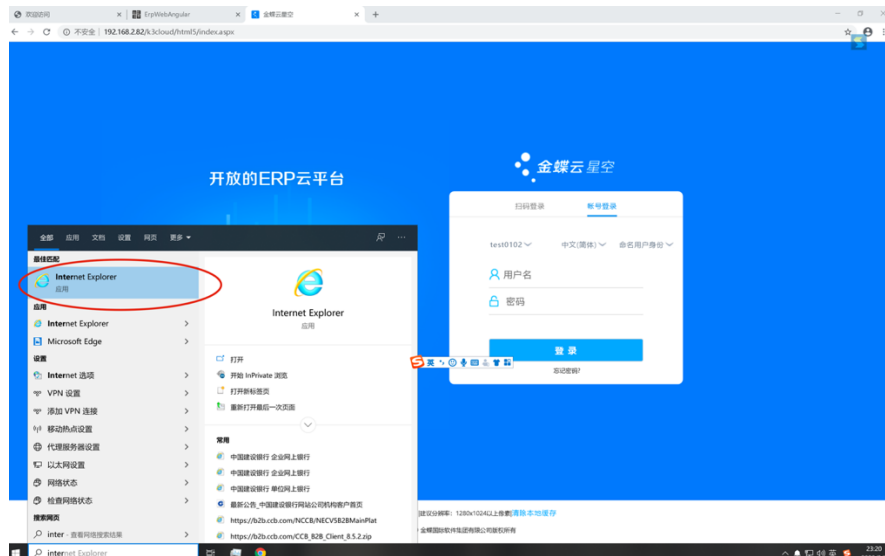 欢迎访问
ErpWebAngular
金蝶云星空
不安全 | 192.168.2.82/k3cloud/html5/index.aspx
开放的ERP云平台
金蝶云 星空
扫码登录 账号登录
test0102 中文(简体) 命名用户身份
用户名
密码
登 录
忘记密码?
英
建议分辨率: 1280x1024以上像素|清除本地缓存
金蝶国际软件集团有限公司版权所有
全部 应用 文档 设置 网页 更多
最佳匹配
Internet Explorer
应用
应用
Internet Explorer
Microsoft Edge
设置
Internet 选项
VPN 设置
添加 VPN 连接
移动热点设置
代理服务器设置
以太网设置
网络状态
检查网络状态
搜索网页
inter - 查看网络搜索结果
Internet Explorer
应用
打开
开始 InPrivate 浏览
打开新标签页
重新打开最后一次页面
常用
中国建设银行 企业网上银行
中国建设银行 企业网上银行
中国建设银行 单位网上银行
最新公告_中国建设银行网站公司机构客户首页
https://b2b.ccb.com/NCCB/NECV5B2BMainPlat
https://b2b.ccb.com/CCB_B2B_Client_8.5.2.zip
internet Explorer
英
23:20